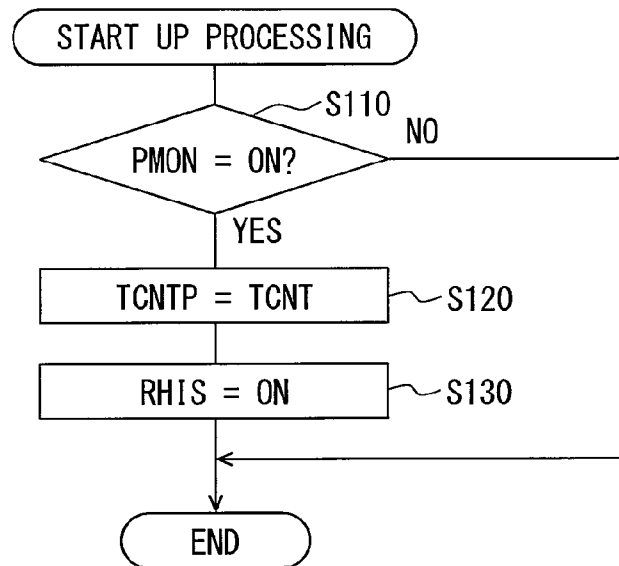 START UP PROCESSING
S110
NO
PMON = ON?
YES
TCNTP = TCNT
S120
RHIS = ON
S130
END